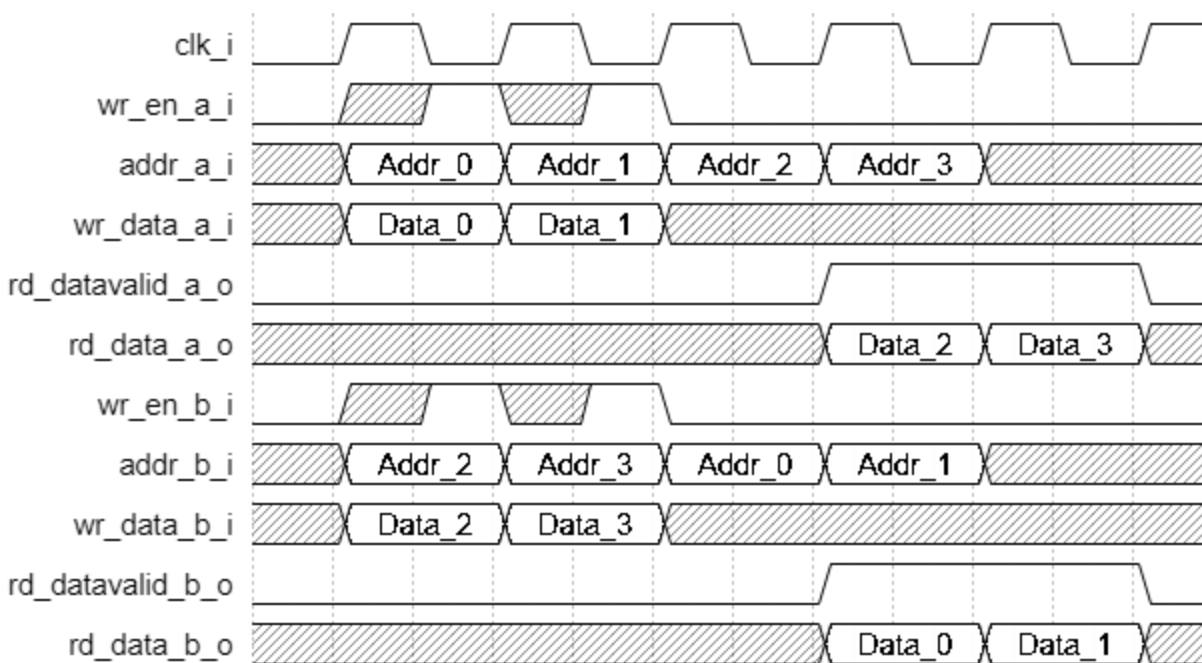 clk_i
wr_en_a_i
addr_a_i Addr_0 Addr_1 Addr_2 Addr_3
wr_data_a_i Data_0 Data_1
rd_datavalid_a_o
rd_data_a_o Data_2 Data_3
wr_en_b_i
addr_b_i Addr_2 Addr_3 Addr_0 Addr_1
wr_data_b_i Data_2 Data_3
rd_datavalid_b_o
rd_data_b_o Data_0 Data_1